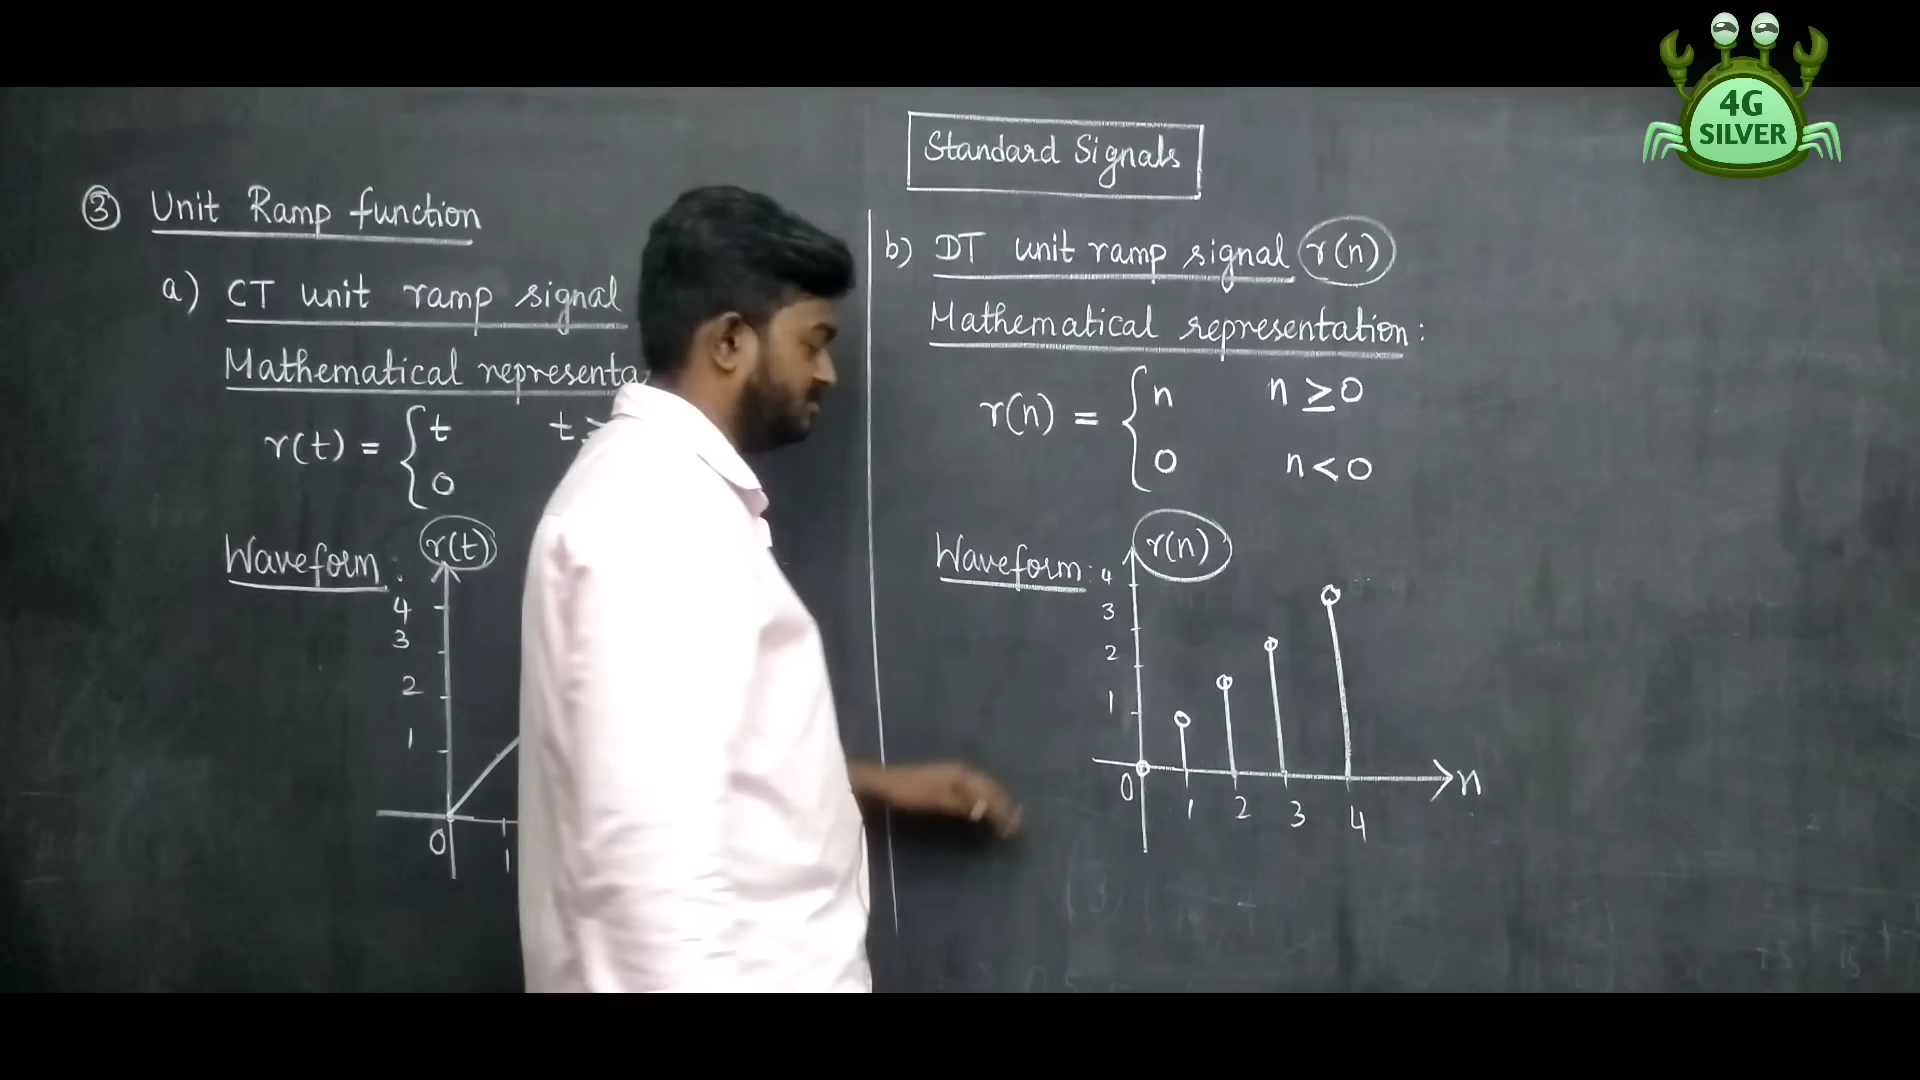 4G
SILVER
Standard Signals
③ Unit Ramp function
a) CT unit ramp signal
Mathematical
r(t) = { t t
0
Waveform : r(t)
4
3
2
1
0 1
b) DT unit ramp signal r(n)
Mathematical representation :
r(n) = { n n ≥ 0
0 n < 0
Waveform : r(n)
4
3
2
1
0 1 2 3 4 n